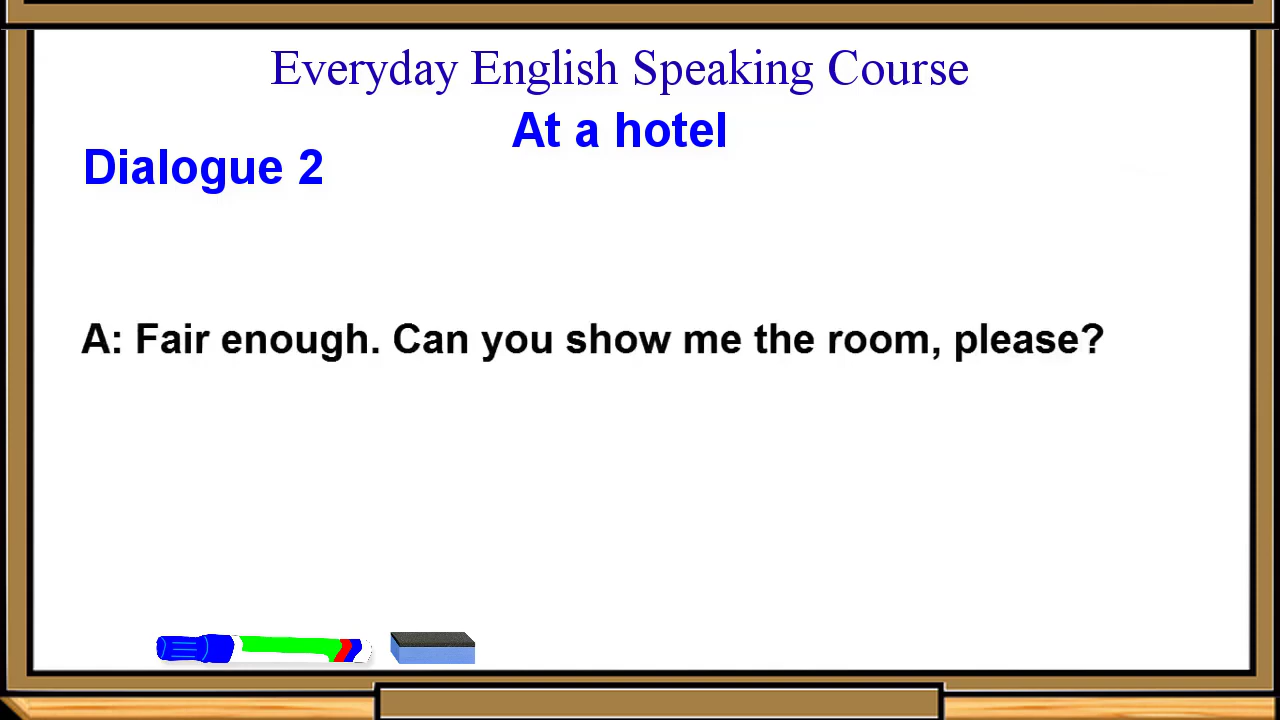 Everyday English Speaking Course
At a hotel
Dialogue 2
A: Fair enough. Can you show me the room, please?